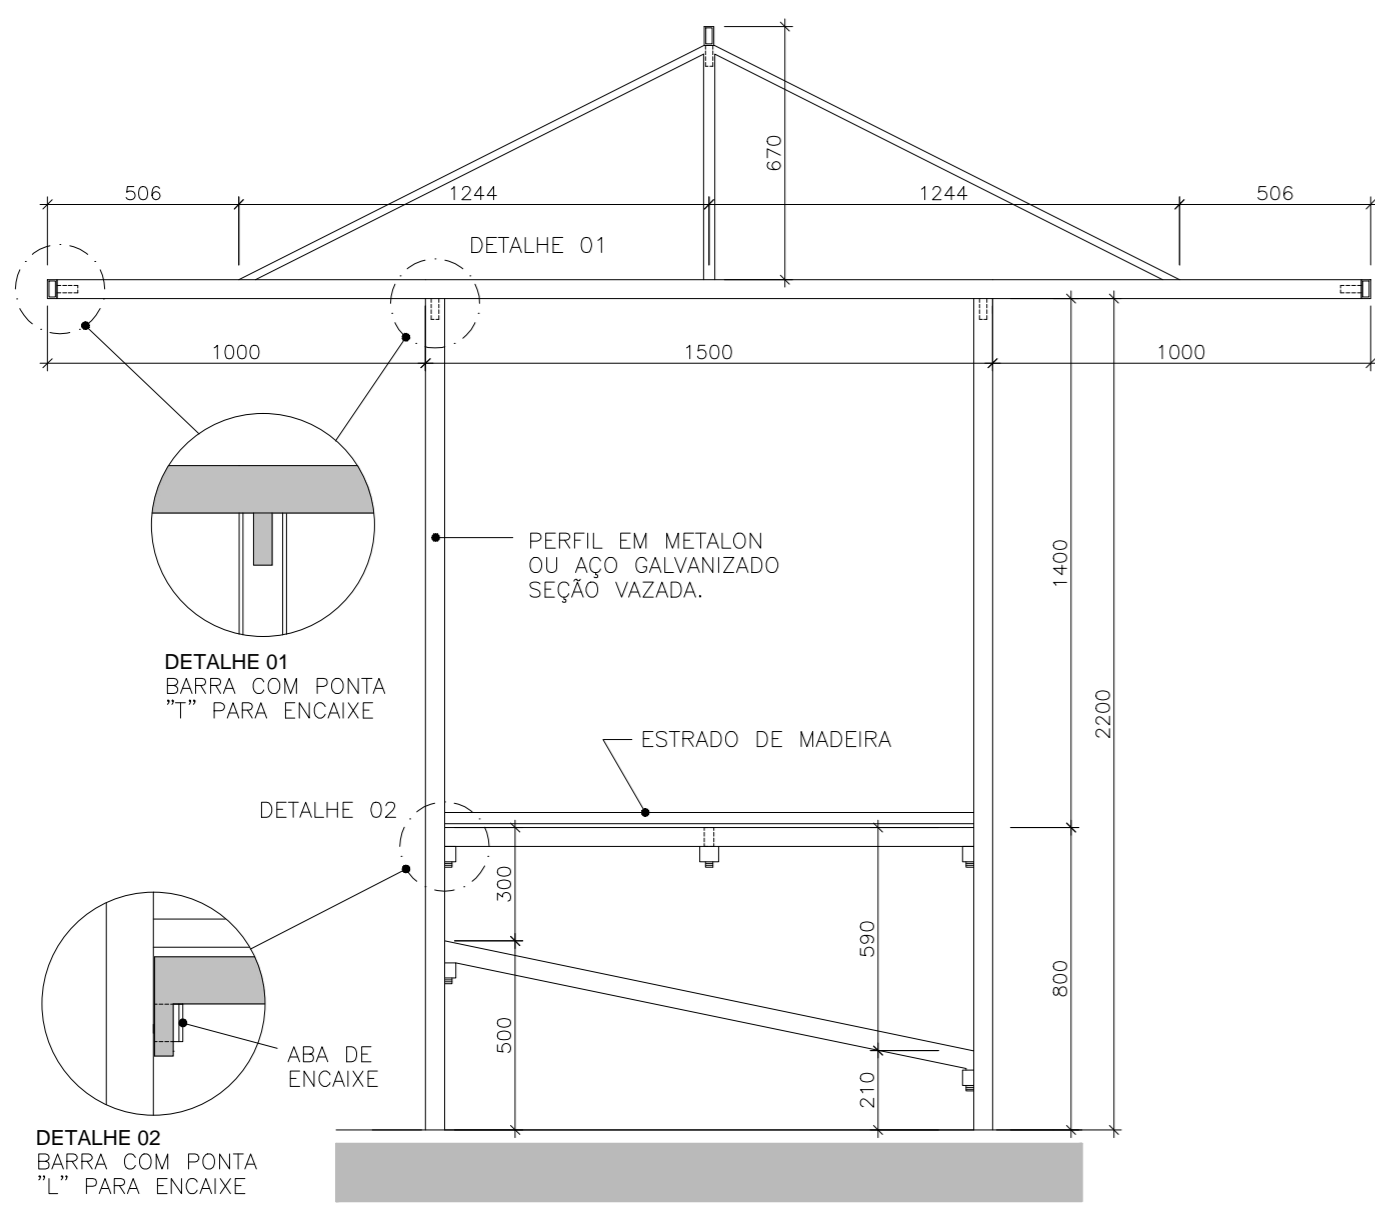 670
506
1244
1244
506
DETALHE 01
1000
1500
1000
PERFIL EM METALON
OU AÇO GALVANIZADO
SEÇÃO VAZADA.
1400
DETALHE 01
BARRA COM PONTA
"T" PARA ENCAIXE
2200
ESTRADO DE MADEIRA
DETALHE 02
300
590
800
500
210
ABA DE
ENCAIXE
DETALHE 02
BARRA COM PONTA
"L" PARA ENCAIXE